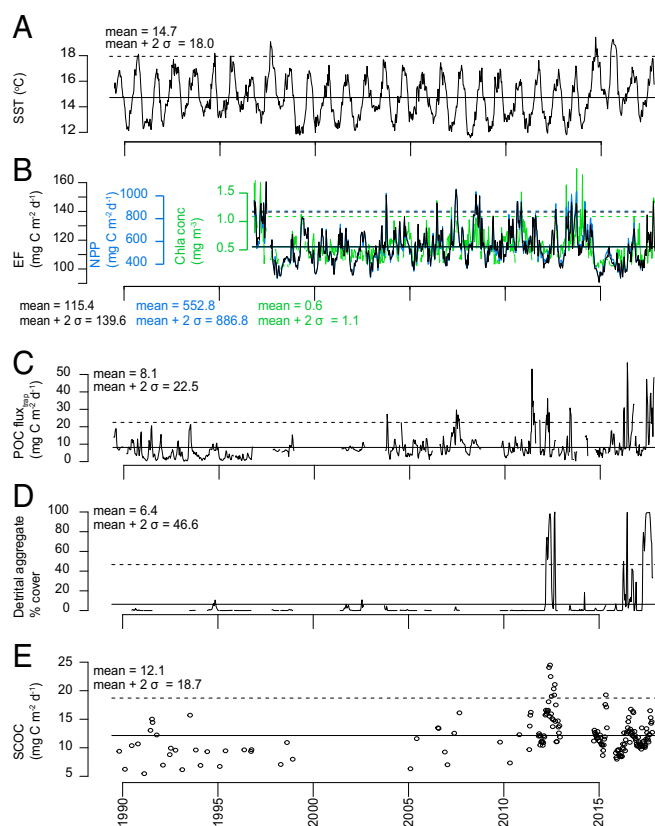 A
mean = 14.7
mean + 2 σ = 18.0
SST (°C)
18
16
14
12
B
EF
(mg C m-2 d-1)
160
140
120
100
NPP
(mg C m-2 d-1)
1000
800
600
400
Chla conc
(mg m-3)
1.5
1.0
0.5
mean = 115.4
mean + 2 σ = 139.6
mean = 552.8
mean + 2 σ = 886.8
mean = 0.6
mean + 2 σ = 1.1
C
mean = 8.1
mean + 2 σ = 22.5
POC flux trap
(mg C m-2 d-1)
50
40
30
20
10
0
D
mean = 6.4
mean + 2 σ = 46.6
Detrital aggregate
% cover
100
80
60
40
20
0
E
mean = 12.1
mean + 2 σ = 18.7
SCOC
(mg C m-2 d-1)
25
20
15
10
5
1990
1995
2000
2005
2010
2015